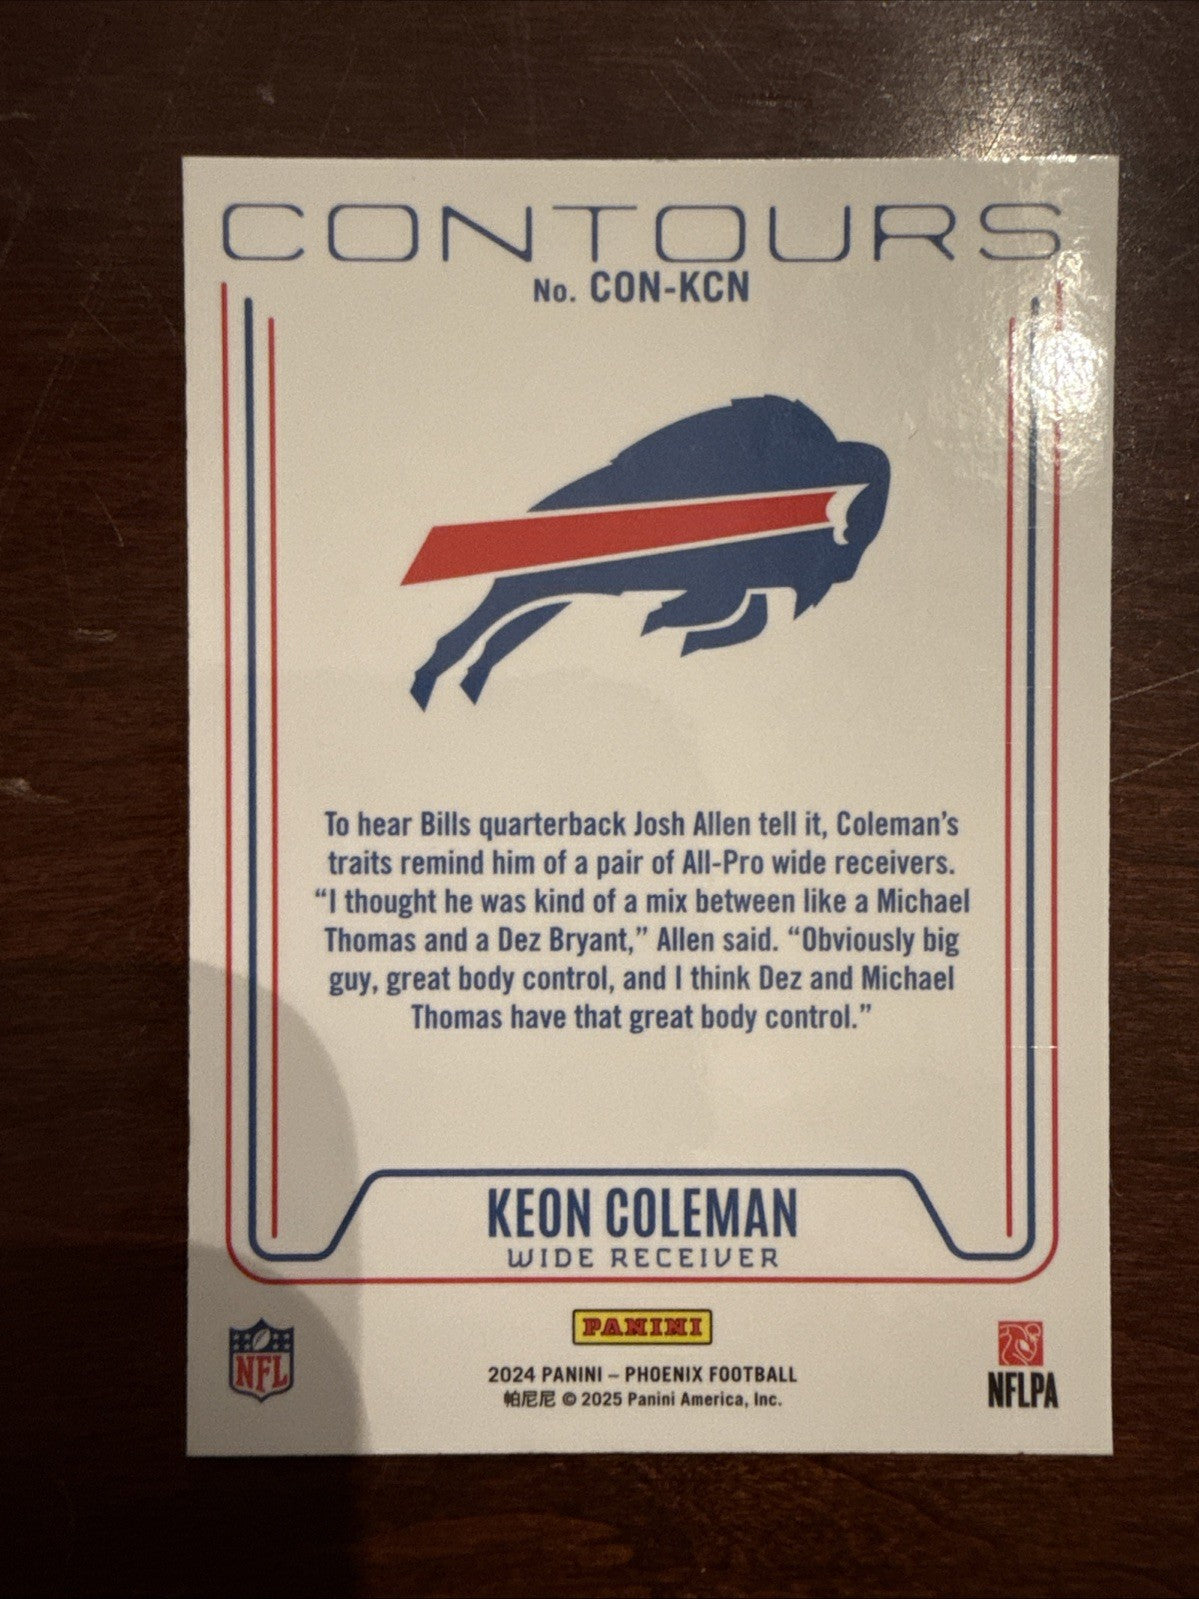 CONTOURS
No. CON-KCN
To hear Bills quarterback Josh Allen tell it, Coleman's
traits remind him of a pair of All-Pro wide receivers.
“I thought he was kind of a mix between like a Michael
Thomas and a Dez Bryant,” Allen said. “Obviously big
guy, great body control, and I think Dez and Michael
Thomas have that great body control.”
KEON COLEMAN
WIDE RECEIVER
PANINI
NFL
2024 PANINI – PHOENIX FOOTBALL
帕尼尼 © 2025 Panini America, Inc.
NFLPA